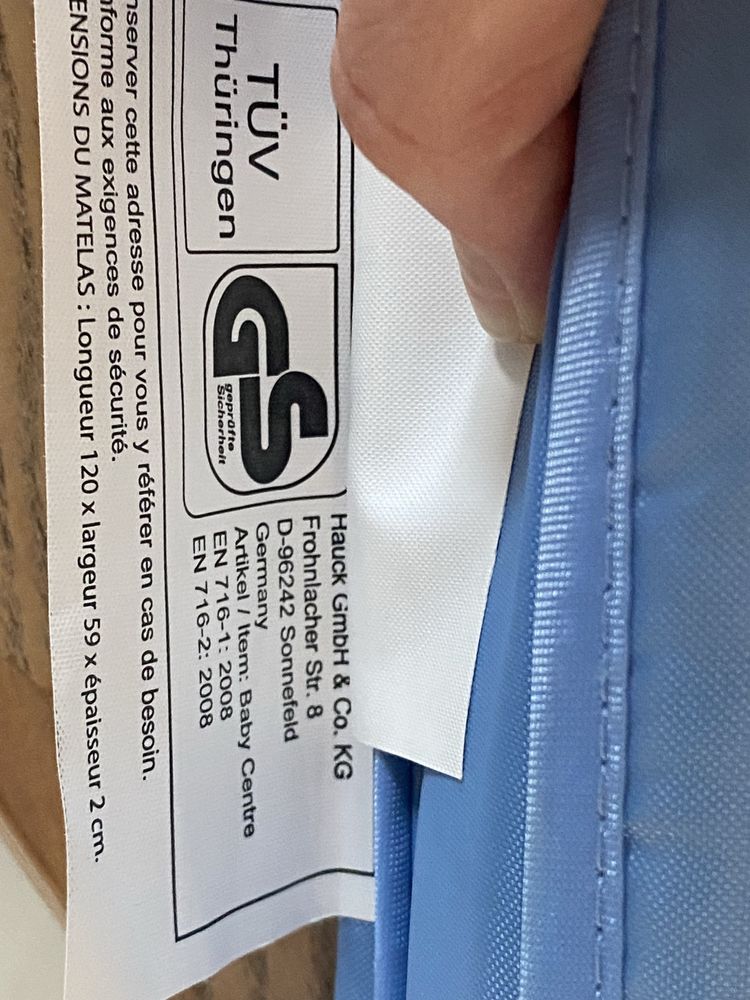 TÜV
Thüringen
GS
geprüfte
Sicherheit
Hauck GmbH & Co. KG
Frohnlacher Str. 8
D-96242 Sonnefeld
Germany
Artikel / Item: Baby Centre
EN 716-1: 2008
EN 716-2: 2008
nserver cette adresse pour vous y référer en cas de besoin.
nforme aux exigences de sécurité.
ENSIONS DU MATELAS : Longueur 120 x largeur 59 x épaisseur 2 cm.